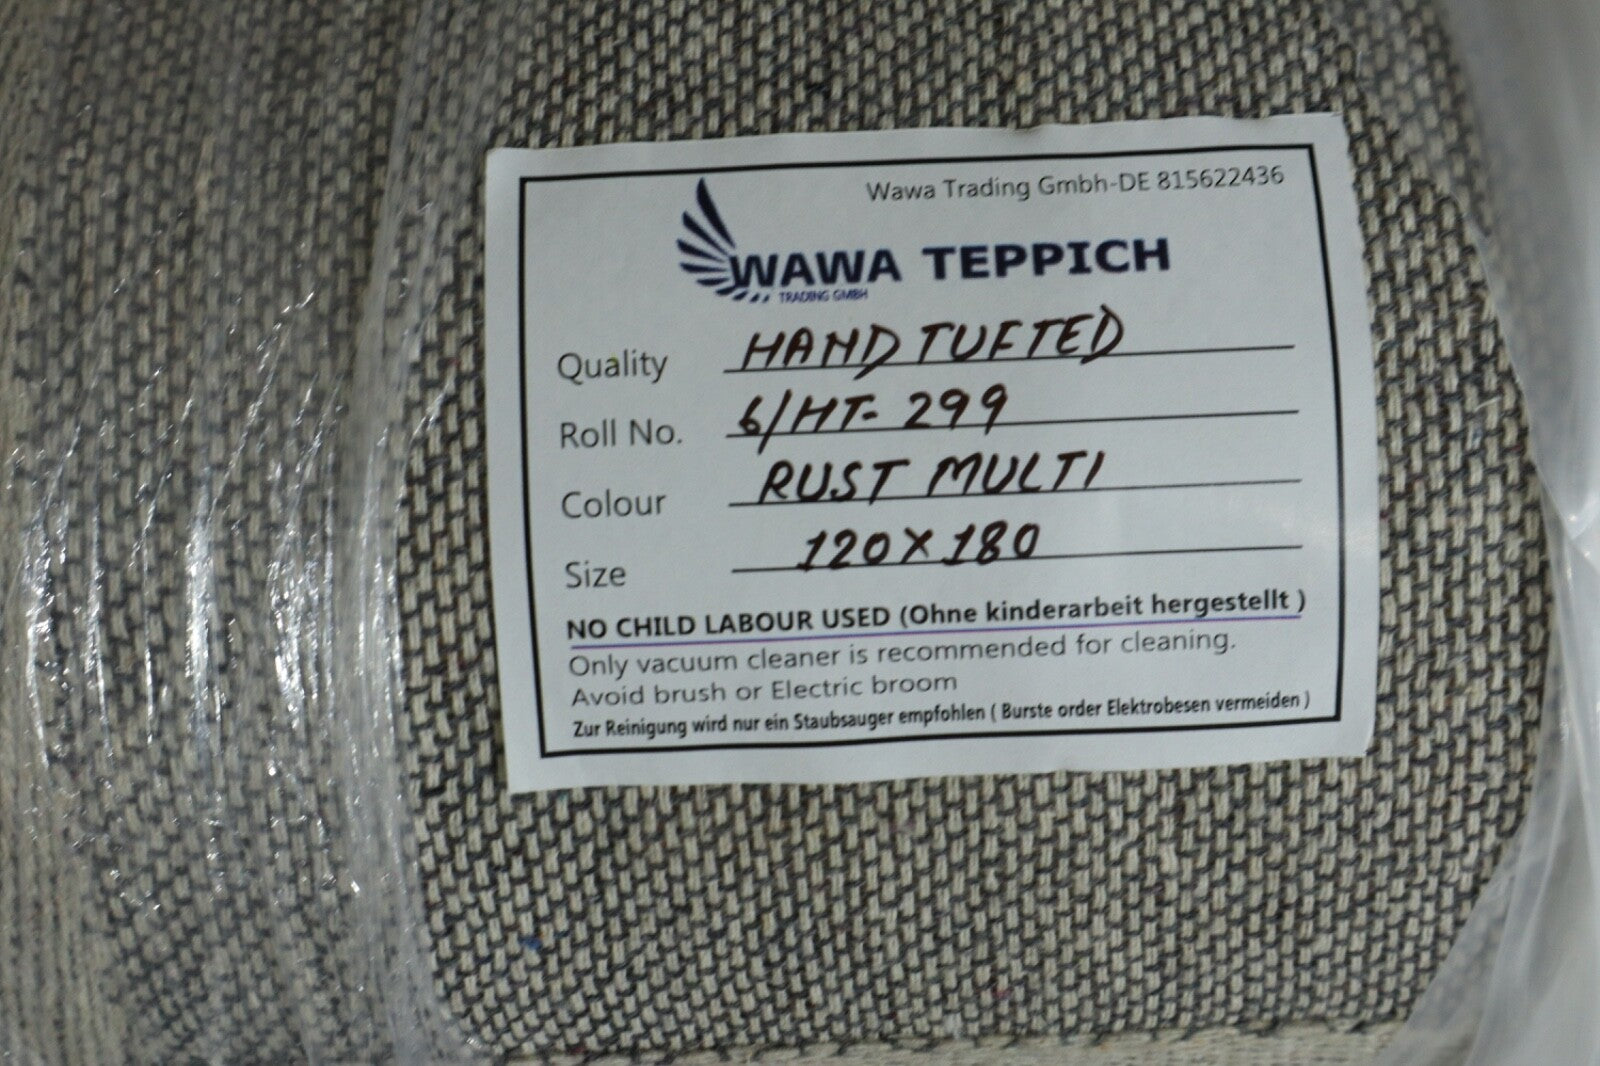 Wawa Trading Gmbh-DE 815622436
WAWA TEPPICH
TRADING GMBH
Quality HAND TUFTED
Roll No. 6/HT-299
Colour RUST MULTI
Size 120X180
NO CHILD LABOUR USED (Ohne kinderarbeit hergestellt )
Only vacuum cleaner is recommended for cleaning.
Avoid brush or Electric broom
Zur Reinigung wird nur ein Staubsauger empfohlen ( Burste order Elektrobesen vermeiden )